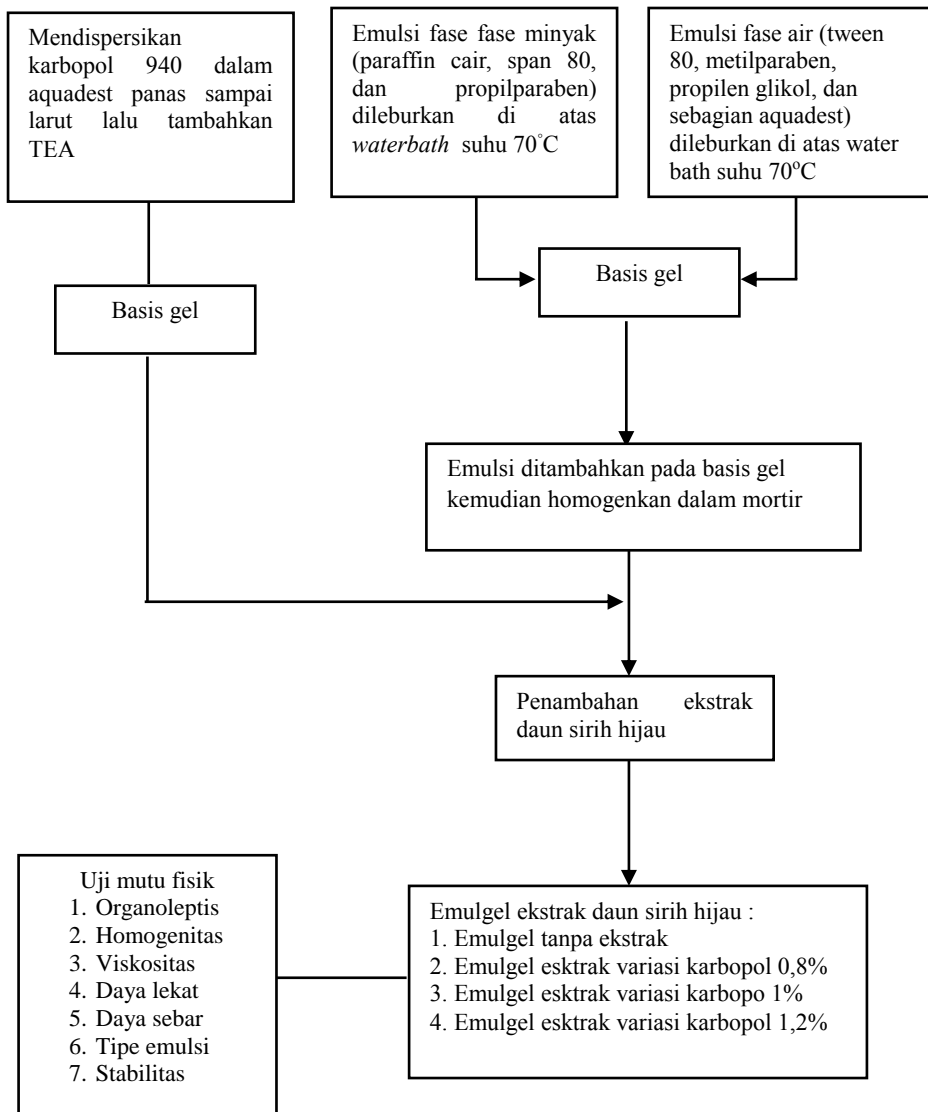 Mendispersikan
karbopol 940 dalam
aquadest panas sampai
larut lalu tambahkan
TEA
Emulsi fase fase minyak
(paraffin cair, span 80,
dan propilparaben)
dileburkan di atas
waterbath suhu 70°C
Emulsi fase air (tween
80, metilparaben,
propilen glikol, dan
sebagian aquadest)
dileburkan di atas water
bath suhu 70°C
Basis gel
Basis gel
Emulsi ditambahkan pada basis gel
kemudian homogenkan dalam mortir
Penambahan ekstrak
daun sirih hijau
Uji mutu fisik
1. Organoleptis
2. Homogenitas
3. Viskositas
4. Daya lekat
5. Daya sebar
6. Tipe emulsi
7. Stabilitas
Emulgel ekstrak daun sirih hijau :
1. Emulgel tanpa ekstrak
2. Emulgel esktrak variasi karbopol 0,8%
3. Emulgel esktrak variasi karbopo 1%
4. Emulgel esktrak variasi karbopol 1,2%